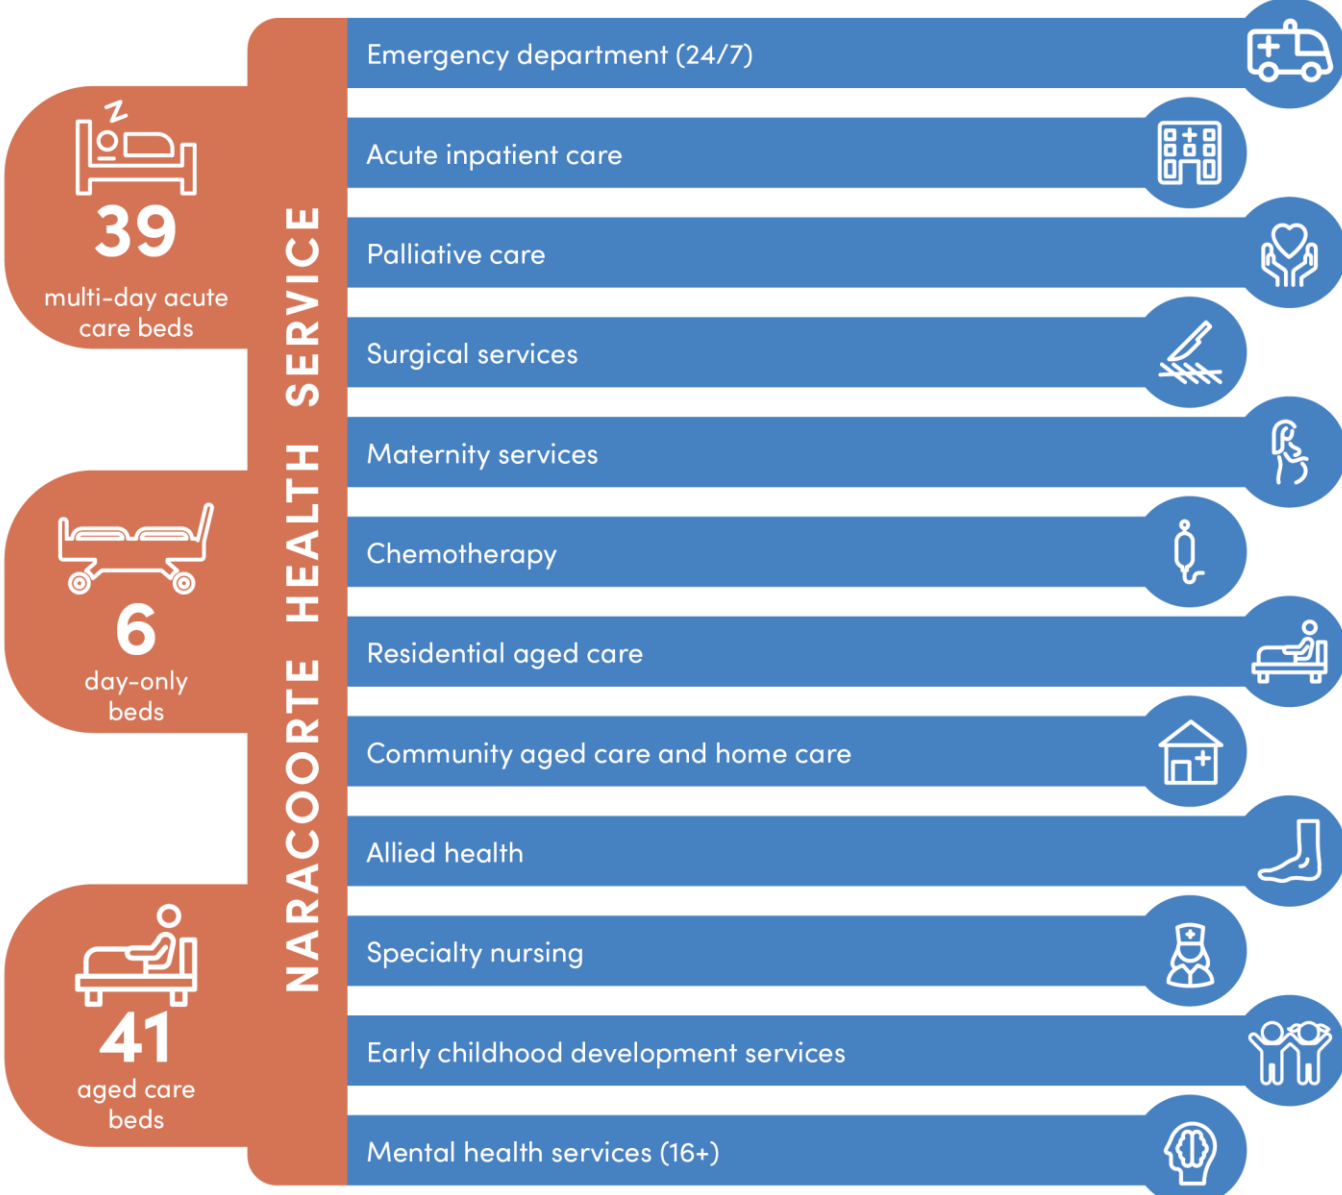 39
multi-day acute
care beds
6
day-only
beds
41
aged care
beds
NARACOORTE HEALTH SERVICE
Emergency department (24/7)
Acute inpatient care
Palliative care
Surgical services
Maternity services
Chemotherapy
Residential aged care
Community aged care and home care
Allied health
Specialty nursing
Early childhood development services
Mental health services (16+)